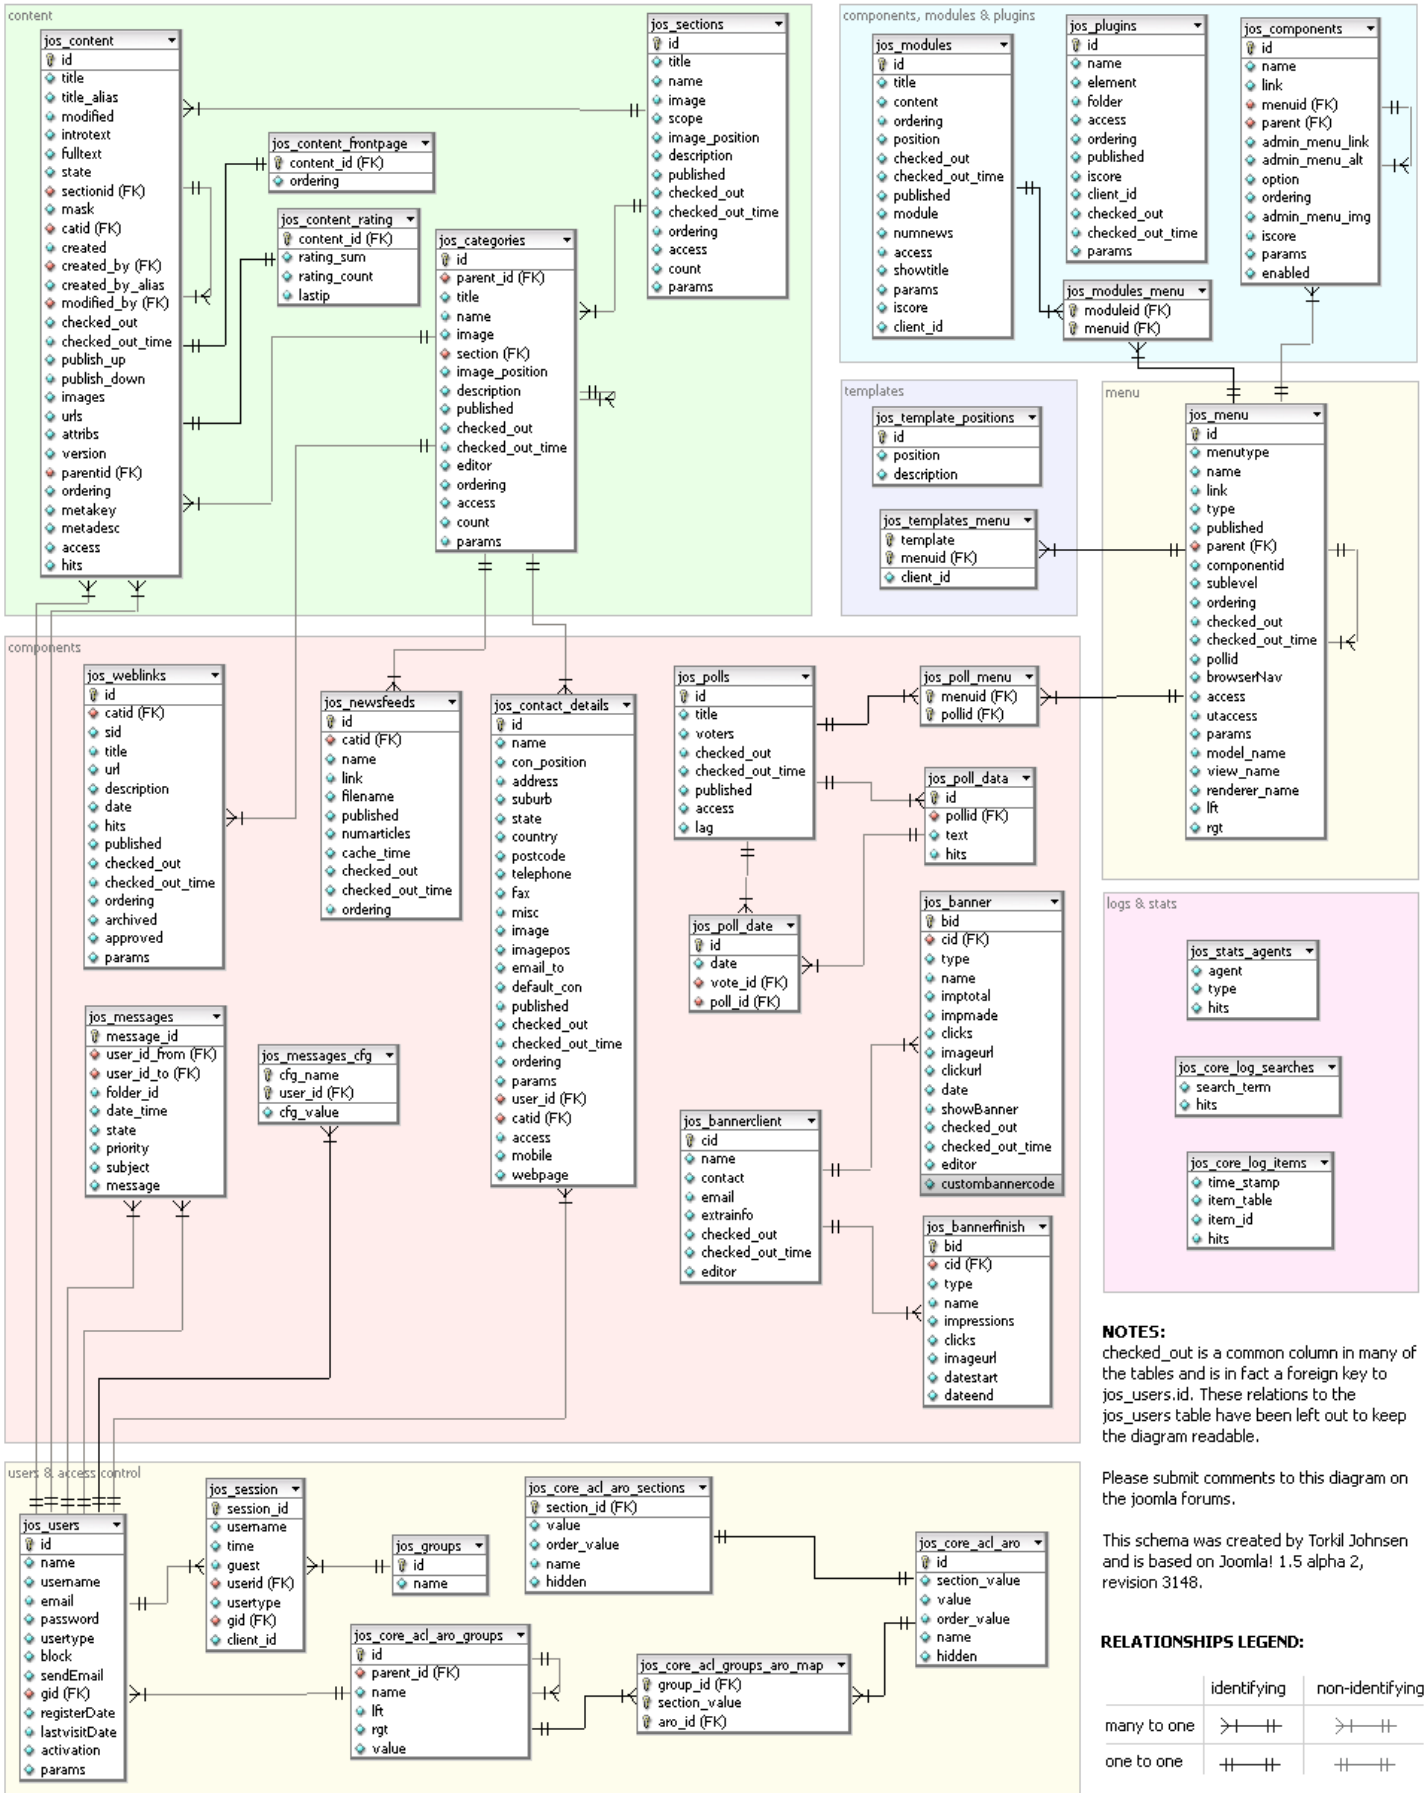 content
jos_content
id
title
title_alias
modified
introtext
fulltext
state
sectionid (FK)
mask
catid (FK)
created
created_by (FK)
created_by_alias
modified_by (FK)
checked_out
checked_out_time
publish_up
publish_down
images
urls
attribs
version
parentid (FK)
ordering
metakey
metadesc
access
hits
jos_content_frontpage
content_id (FK)
ordering
jos_content_rating
content_id (FK)
rating_sum
rating_count
lastip
jos_categories
id
parent_id (FK)
title
name
image
section (FK)
image_position
description
published
checked_out
checked_out_time
editor
ordering
access
count
params
jos_sections
id
title
name
image
scope
image_position
description
published
checked_out
checked_out_time
ordering
access
count
params
components, modules & plugins
jos_modules
id
title
content
ordering
position
checked_out
checked_out_time
published
module
numnews
access
showtitle
params
iscore
client_id
jos_plugins
id
name
element
folder
access
ordering
published
iscore
client_id
checked_out
checked_out_time
params
jos_modules_menu
moduleid (FK)
menuid (FK)
jos_components
id
name
link
menuid (FK)
parent (FK)
admin_menu_link
admin_menu_alt
option
ordering
admin_menu_img
iscore
params
enabled
templates
jos_template_positions
id
position
description
jos_templates_menu
template
menuid (FK)
client_id
menu
jos_menu
id
menutype
name
link
type
published
parent (FK)
componentid
sublevel
ordering
checked_out
checked_out_time
pollid
browserNav
access
utaccess
params
model_name
view_name
renderer_name
lft
rgt
components
jos_weblinks
id
catid (FK)
sid
title
url
description
date
hits
published
checked_out
checked_out_time
ordering
archived
approved
params
jos_newsfeeds
id
catid (FK)
name
link
filename
published
numarticles
cache_time
checked_out
checked_out_time
ordering
jos_contact_details
id
name
con_position
address
suburb
state
country
postcode
telephone
fax
misc
image
imagepos
email_to
default_con
published
checked_out
checked_out_time
ordering
params
user_id (FK)
catid (FK)
access
mobile
webpage
jos_polls
id
title
voters
checked_out
checked_out_time
published
access
lag
jos_poll_menu
menuid (FK)
pollid (FK)
jos_poll_data
id
pollid (FK)
text
hits
jos_poll_date
id
date
vote_id (FK)
poll_id (FK)
jos_banner
bid
cid (FK)
type
name
imptotal
impmade
clicks
imageurl
clickurl
date
showBanner
checked_out
checked_out_time
editor
custombannercode
jos_messages
message_id
user_id_from (FK)
user_id_to (FK)
folder_id
date_time
state
priority
subject
message
jos_messages_cfg
cfg_name
user_id (FK)
cfg_value
jos_bannerclient
cid
name
contact
email
extrainfo
checked_out
checked_out_time
editor
jos_bannerfinish
bid
cid (FK)
type
name
impressions
clicks
imageurl
datestart
dateend
logs & stats
jos_stats_agents
agent
type
hits
jos_core_log_searches
search_term
hits
jos_core_log_items
time_stamp
item_table
item_id
hits
users & access control
jos_users
id
name
username
email
password
usertype
block
sendEmail
gid (FK)
registerDate
lastvisitDate
activation
params
jos_session
session_id
username
time
guest
userid (FK)
usertype
gid (FK)
client_id
jos_groups
id
name
jos_core_acl_aro_sections
section_id (FK)
value
order_value
name
hidden
jos_core_acl_aro_groups
id
parent_id (FK)
name
lft
rgt
value
jos_core_acl_groups_aro_map
group_id (FK)
section_value
aro_id (FK)
jos_core_acl_aro
id
section_value
value
order_value
name
hidden
NOTES:
checked_out is a common column in many of
the tables and is in fact a foreign key to
jos_users.id. These relations to the
jos_users table have been left out to keep
the diagram readable.
Please submit comments to this diagram on
the joomla forums.
This schema was created by Torkil Johnsen
and is based on Joomla! 1.5 alpha 2,
revision 3148.
RELATIONSHIPS LEGEND:
identifying non-identifying
many to one
one to one